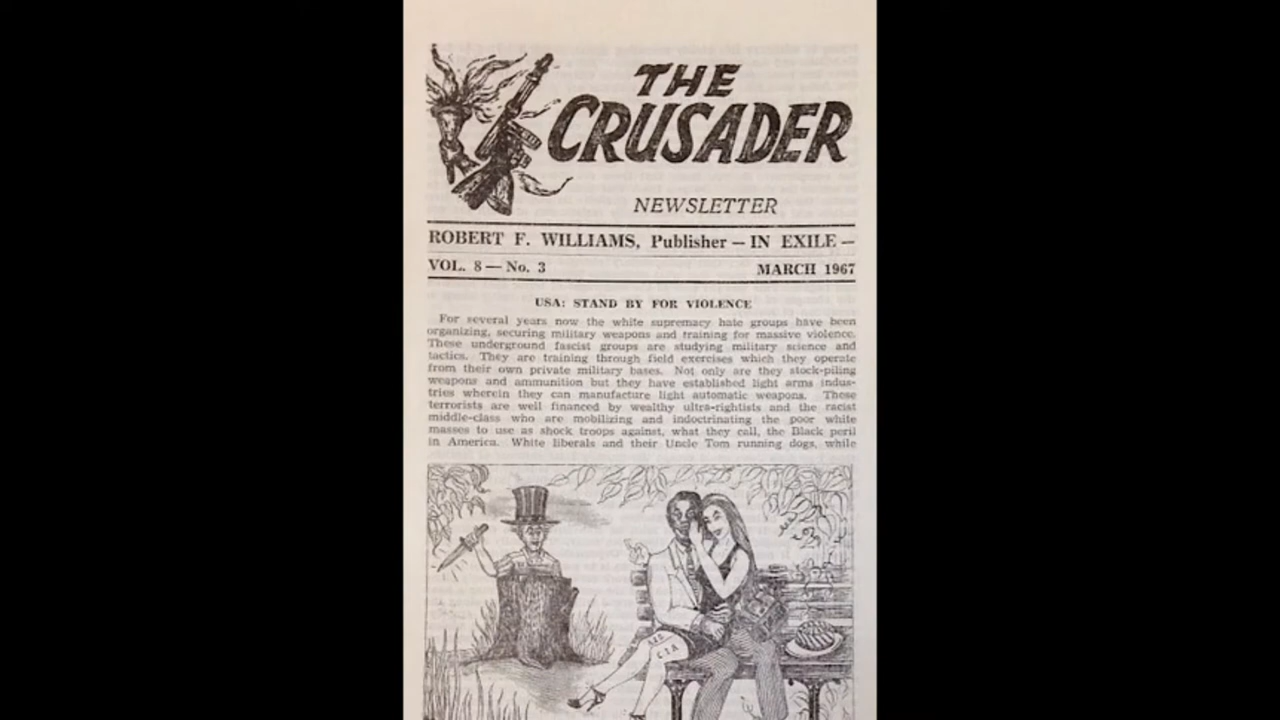 THE
CRUSADER
NEWSLETTER
ROBERT F. WILLIAMS, Publisher — IN EXILE —
VOL. 8 — No. 3 MARCH 1967
USA: STAND BY FOR VIOLENCE
For several years now the white supremacy hate groups have been
organizing, securing military weapons and training for massive violence.
These underground fascist groups are studying military science and
tactics. They are training through field exercises which they operate
from their own private military bases. Not only are they stock-piling
weapons and ammunition but they have established light arms indus-
tries wherein they can manufacture light automatic weapons. These
terrorists are well financed by wealthy ultra-rightists and the racist
middle-class who are mobilizing and indoctrinating the poor white
masses to use as shock troops against, what they call, the Black peril
in America. White liberals and their Uncle Tom running dogs, while
C.I.A.